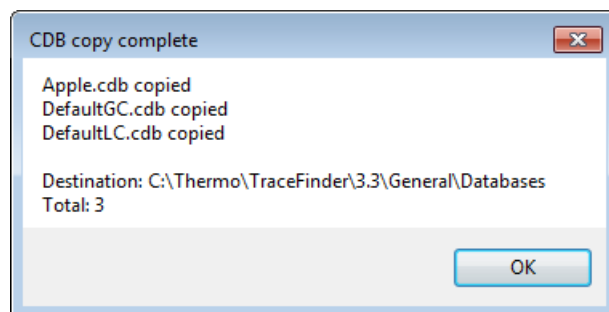 CDB copy complete
Apple.cdb copied
DefaultGC.cdb copied
DefaultLC.cdb copied
Destination: C:\Thermo\TraceFinder\3.3\General\Databases
Total: 3
OK